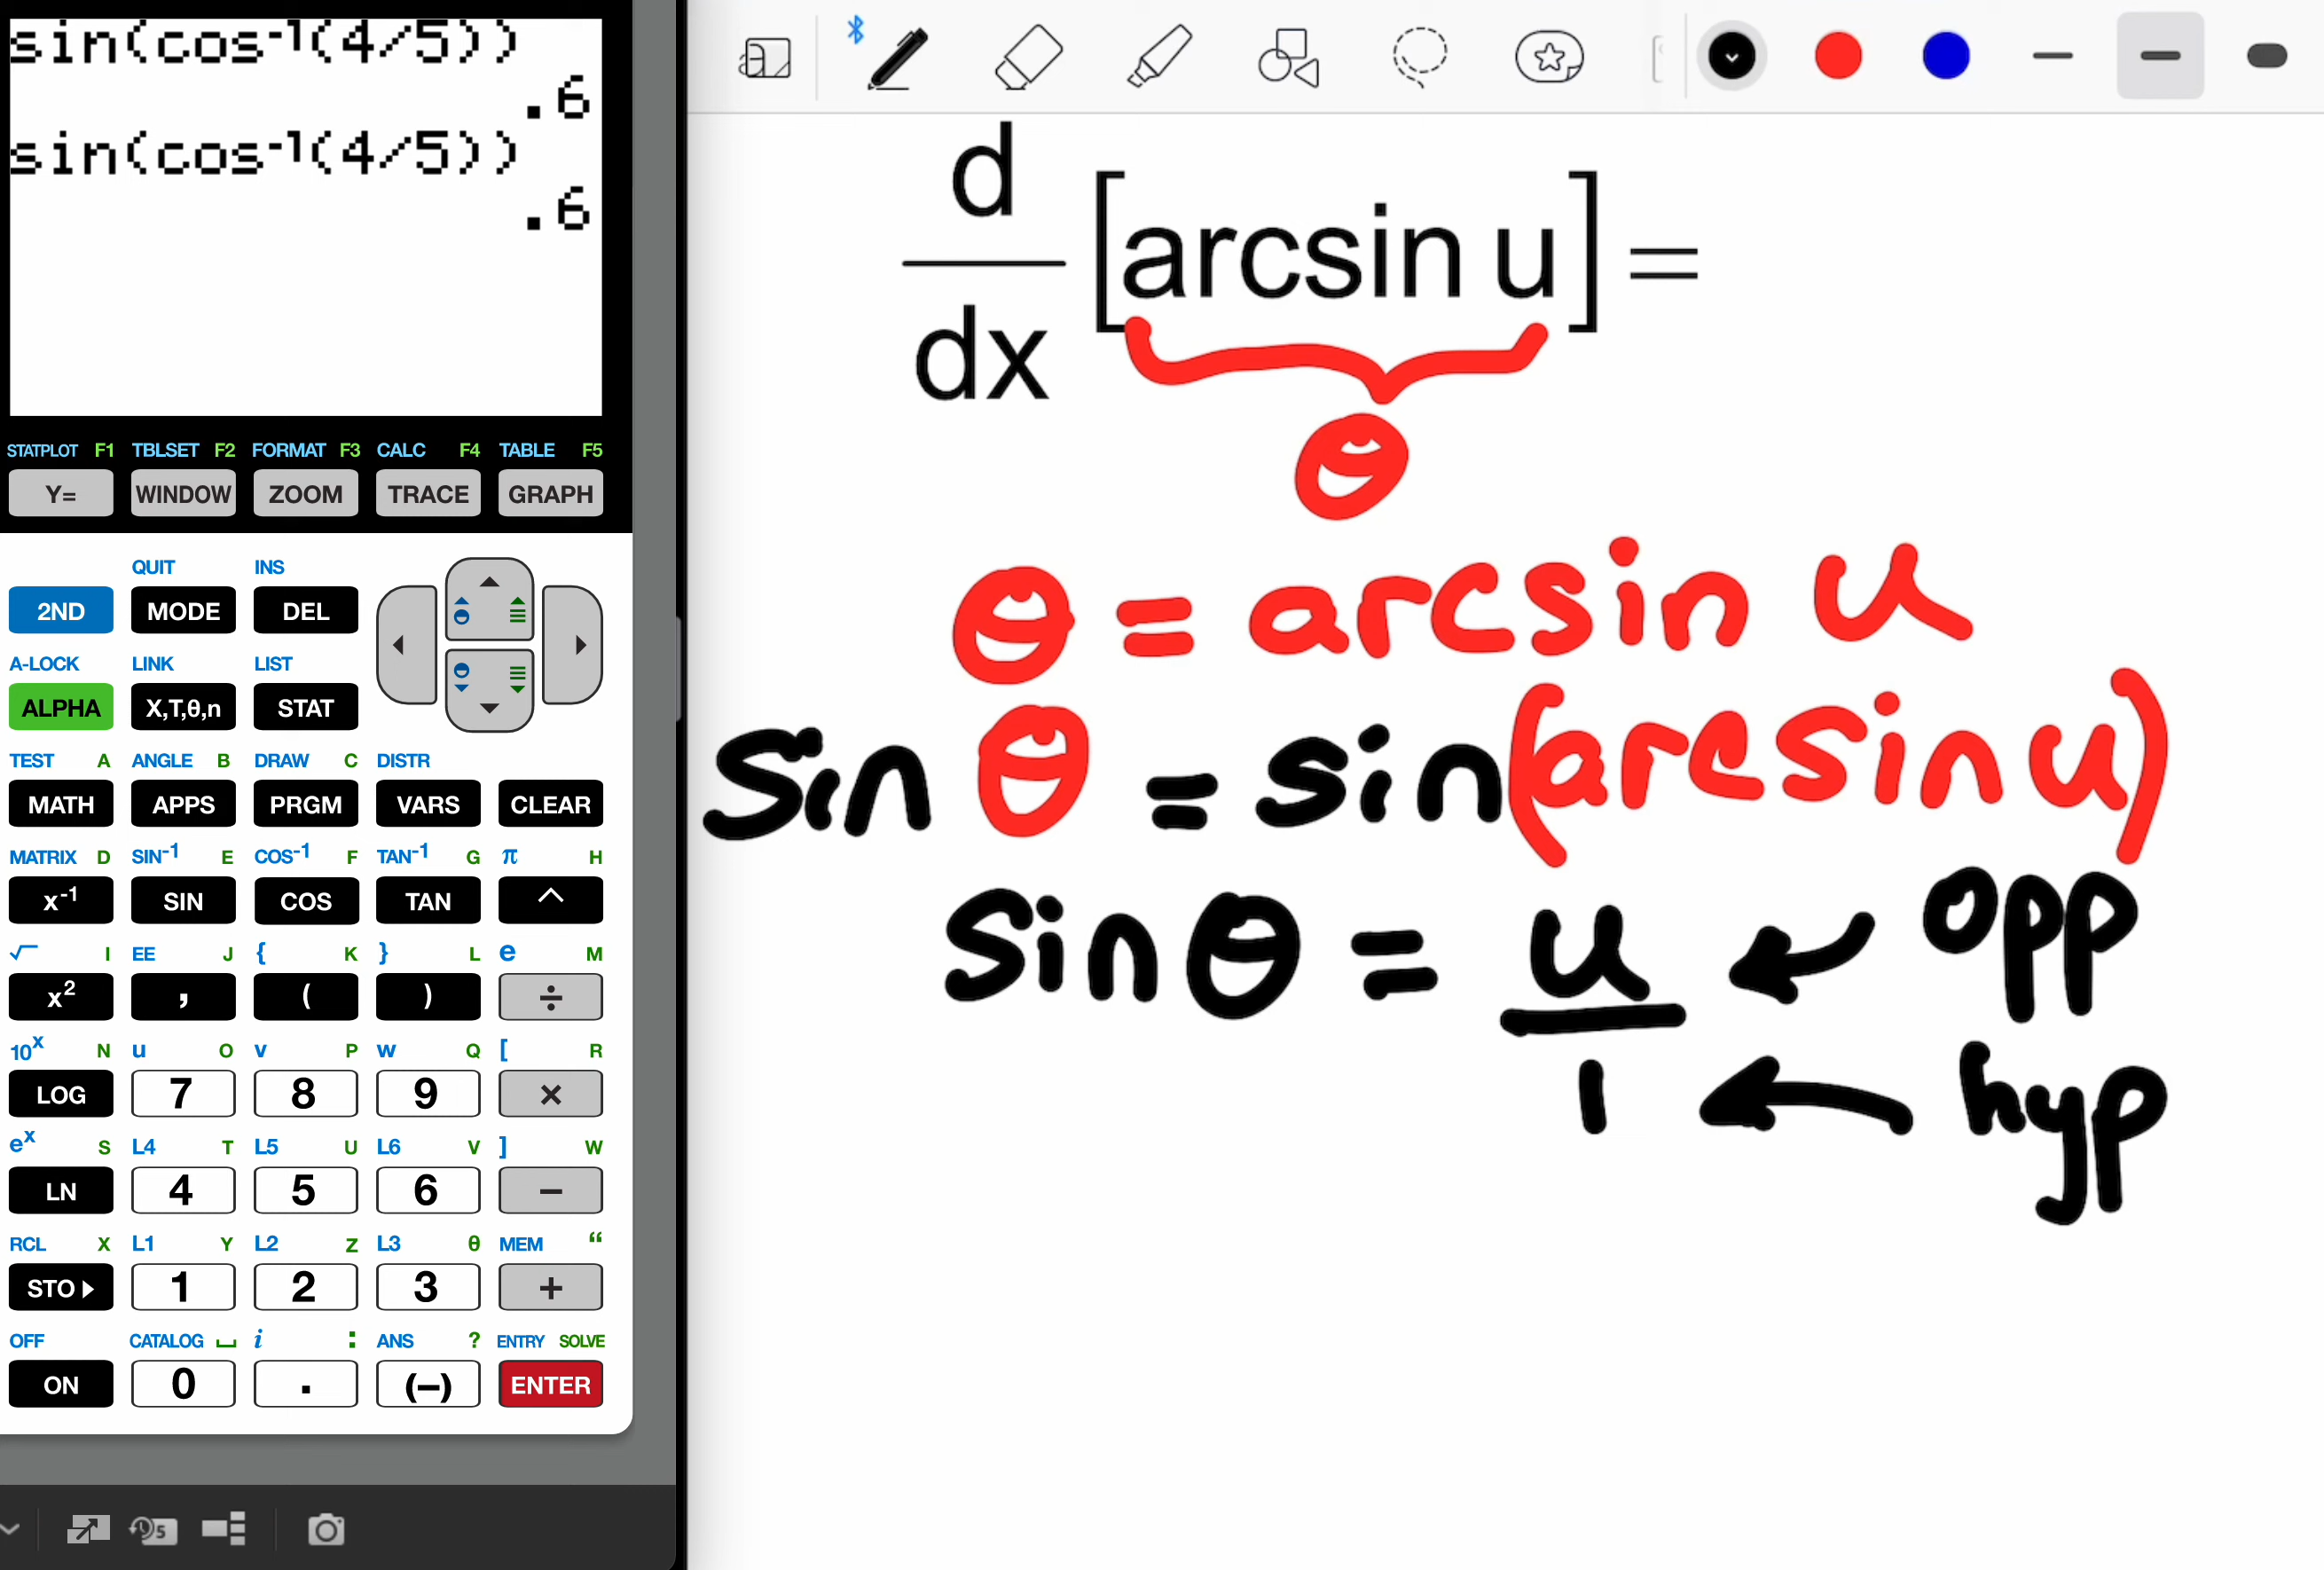 sin(cos⁻¹(4/5))
.6
sin(cos⁻¹(4/5))
.6
STATPLOT F1 TBLSET F2 FORMAT F3 CALC F4 TABLE F5
Y= WINDOW ZOOM TRACE GRAPH
QUIT INS
2ND MODE DEL
A-LOCK LINK LIST
ALPHA X,T,θ,n STAT
TEST A ANGLE B DRAW C DISTR
MATH APPS PRGM VARS CLEAR
MATRIX D SIN⁻¹ E COS⁻¹ F TAN⁻¹ G π H
x⁻¹ SIN COS TAN ^
√ I EE J { K } L e M
x² , ( ) ÷
10ˣ N u O v P w Q [ R
LOG 7 8 9 ×
eˣ S L4 T L5 U L6 V ] W
LN 4 5 6 −
RCL X L1 Y L2 Z L3 θ MEM “
STO▶ 1 2 3 +
OFF CATALOG ⎵ i : ANS ? ENTRY SOLVE
ON 0 . (−) ENTER
5
a
d/dx [arcsin u] =
θ
θ = arcsin u
sin θ = sin(arcsin u)
sin θ = u/1
opp
hyp